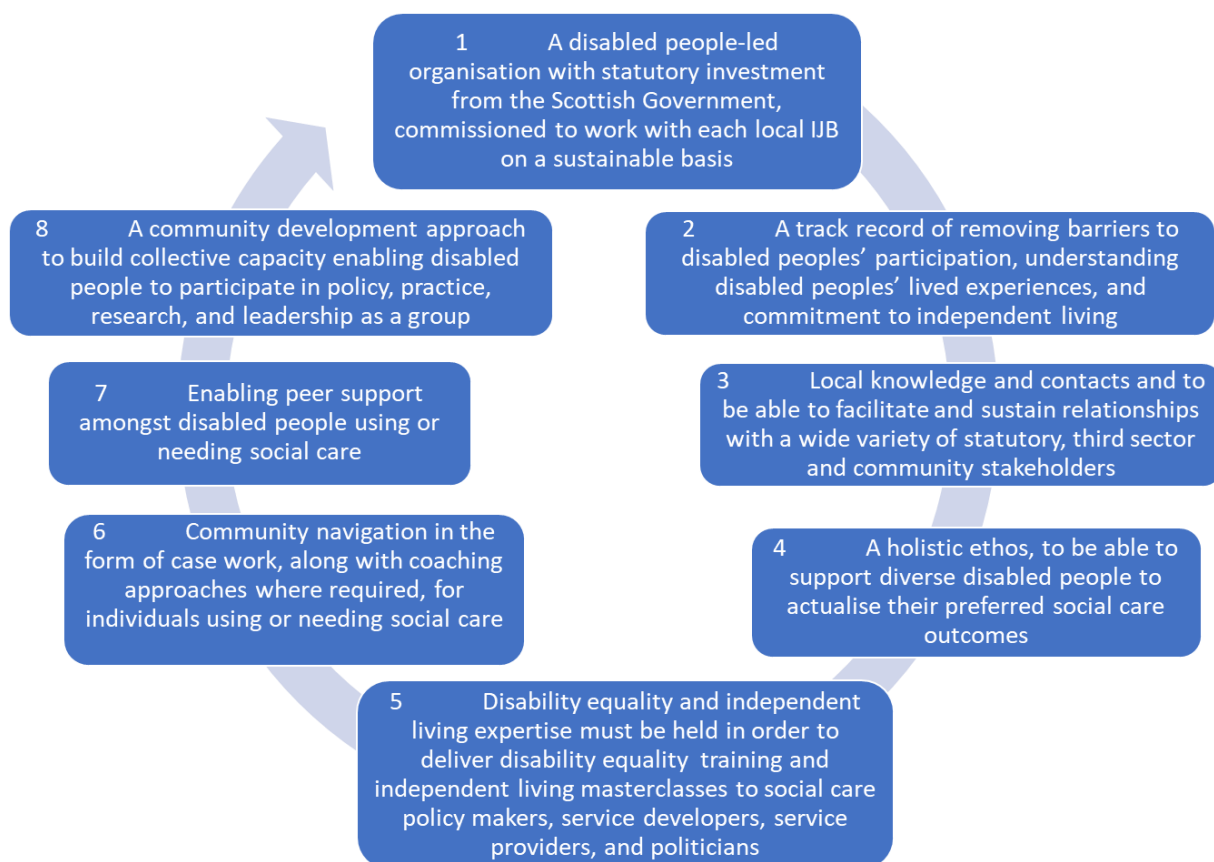 1 A disabled people-led
organisation with statutory investment
from the Scottish Government,
commissioned to work with each local IJB
on a sustainable basis
2 A track record of removing barriers to
disabled peoples’ participation, understanding
disabled peoples’ lived experiences, and
commitment to independent living
3 Local knowledge and contacts and to
be able to facilitate and sustain relationships
with a wide variety of statutory, third sector
and community stakeholders
4 A holistic ethos, to be able to
support diverse disabled people to
actualise their preferred social care
outcomes
5 Disability equality and independent
living expertise must be held in order to
deliver disability equality training and
independent living masterclasses to social care
policy makers, service developers, service
providers, and politicians
6 Community navigation in the
form of case work, along with coaching
approaches where required, for
individuals using or needing social care
7 Enabling peer support
amongst disabled people using or
needing social care
8 A community development approach
to build collective capacity enabling disabled
people to participate in policy, practice,
research, and leadership as a group